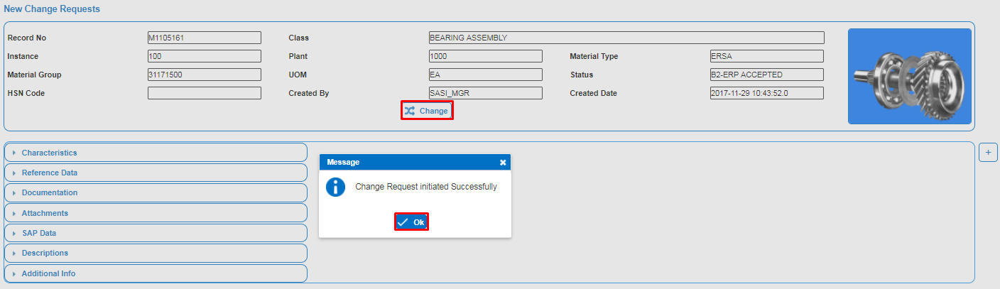 New Change Requests
Record No M1105161 Class BEARING ASSEMBLY
Instance 100 Plant 1000 Material Type ERSA
Material Group 31171500 UOM EA Status B2-ERP ACCEPTED
HSN Code Created By SASI_MGR Created Date 2017-11-29 10:43:52.0
Change
Characteristics
Reference Data
Documentation
Attachments
SAP Data
Descriptions
Additional Info
+
Message
Change Request initiated Successfully
Ok